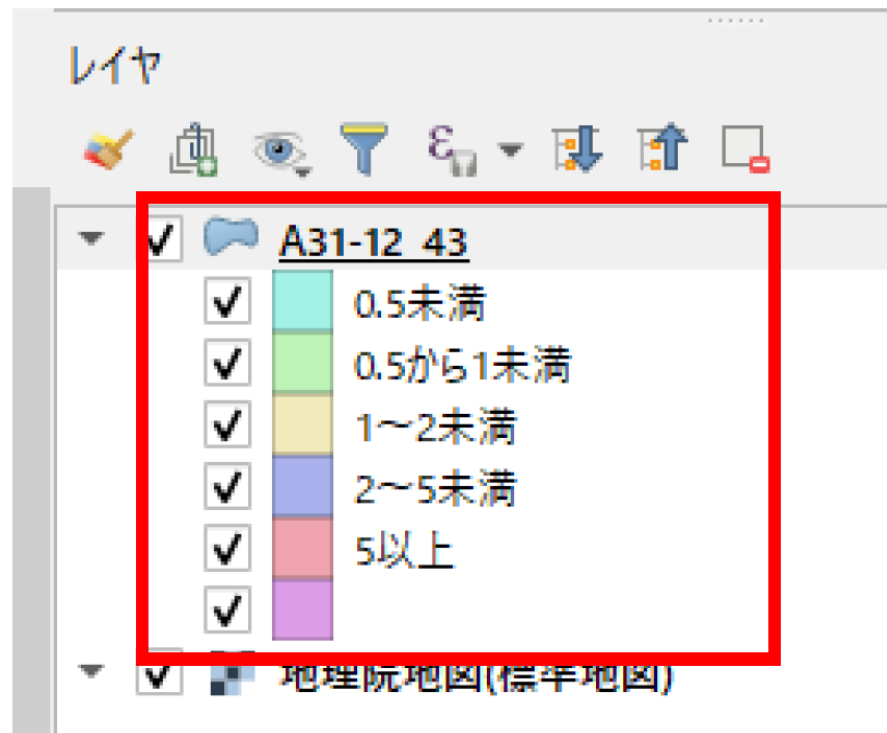 レイヤ
A31-12_43
0.5未満
0.5から1未満
1～2未満
2～5未満
5以上
地理院地図(標準地図)